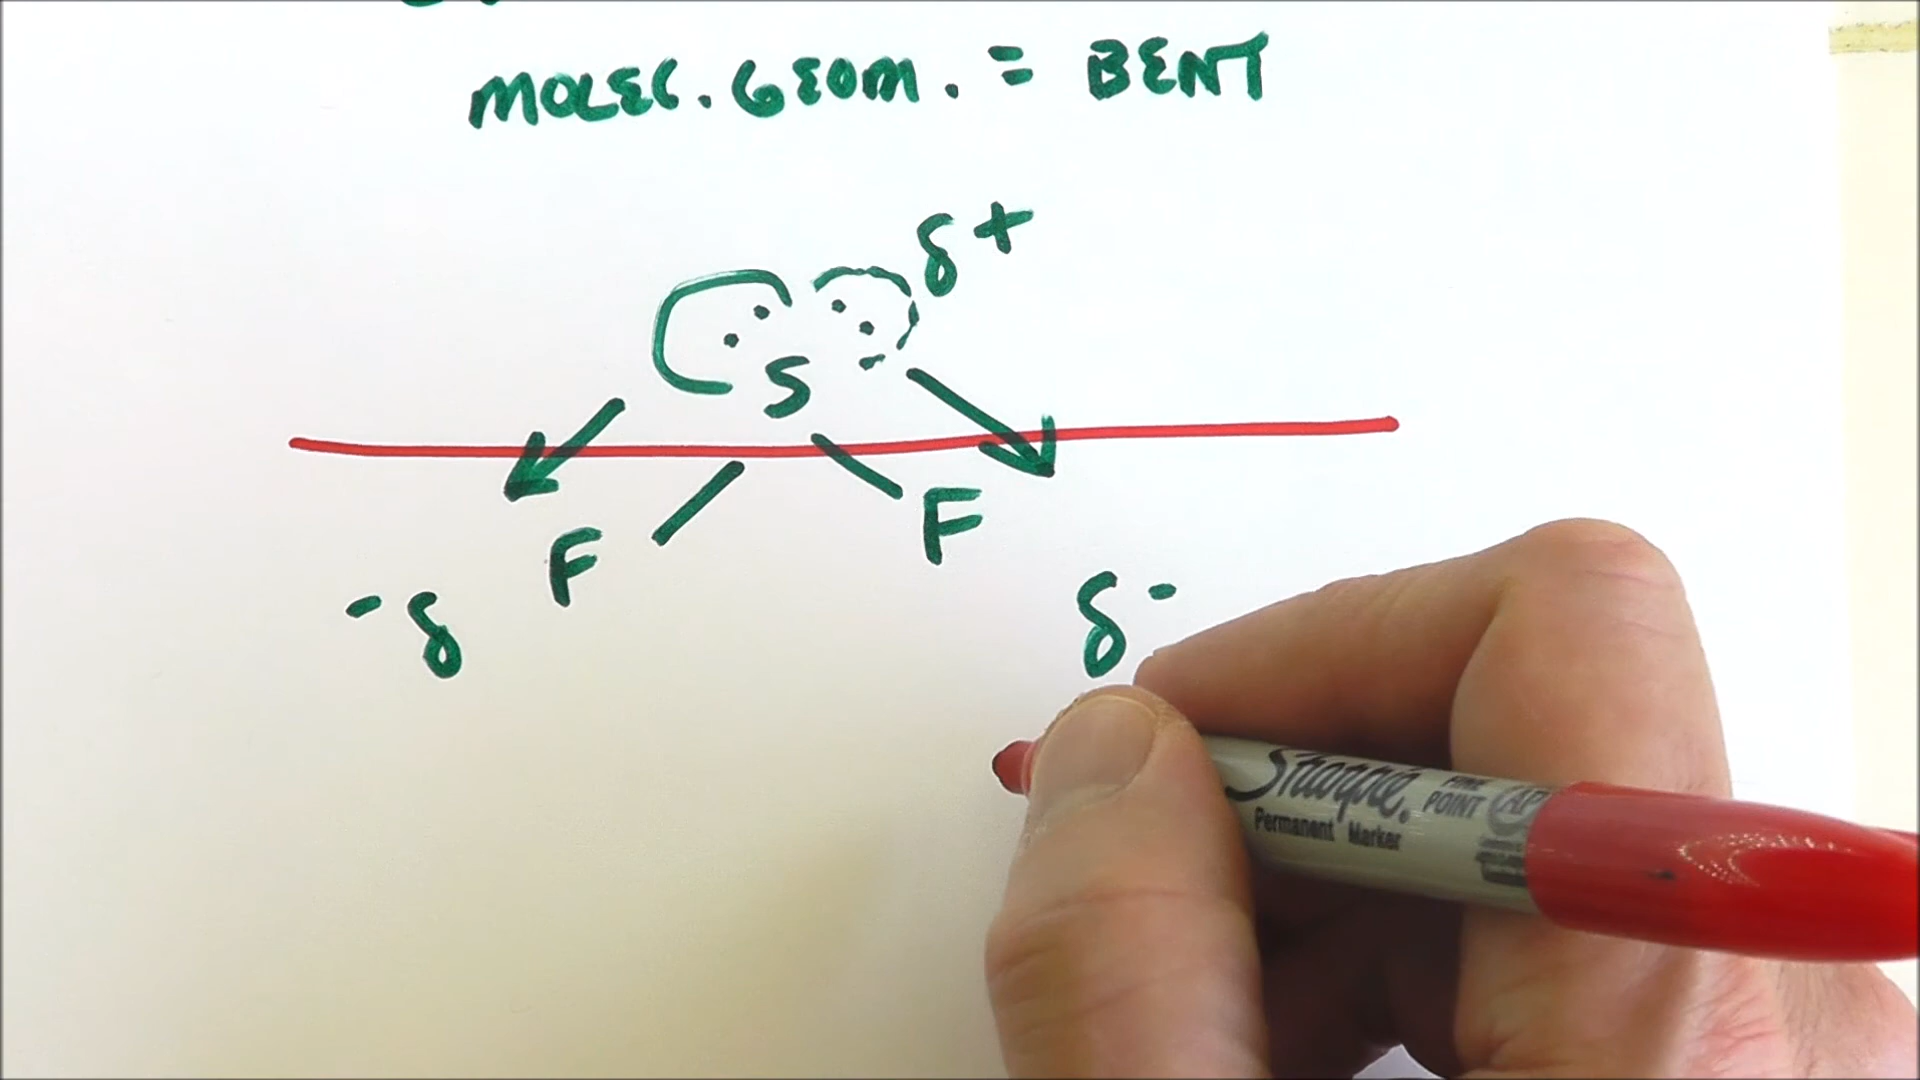 MOLEC. GEOM. = BENT
δ+
S
F
F
-δ
δ-
Sharpie.
FINE
POINT
Permanent Marker